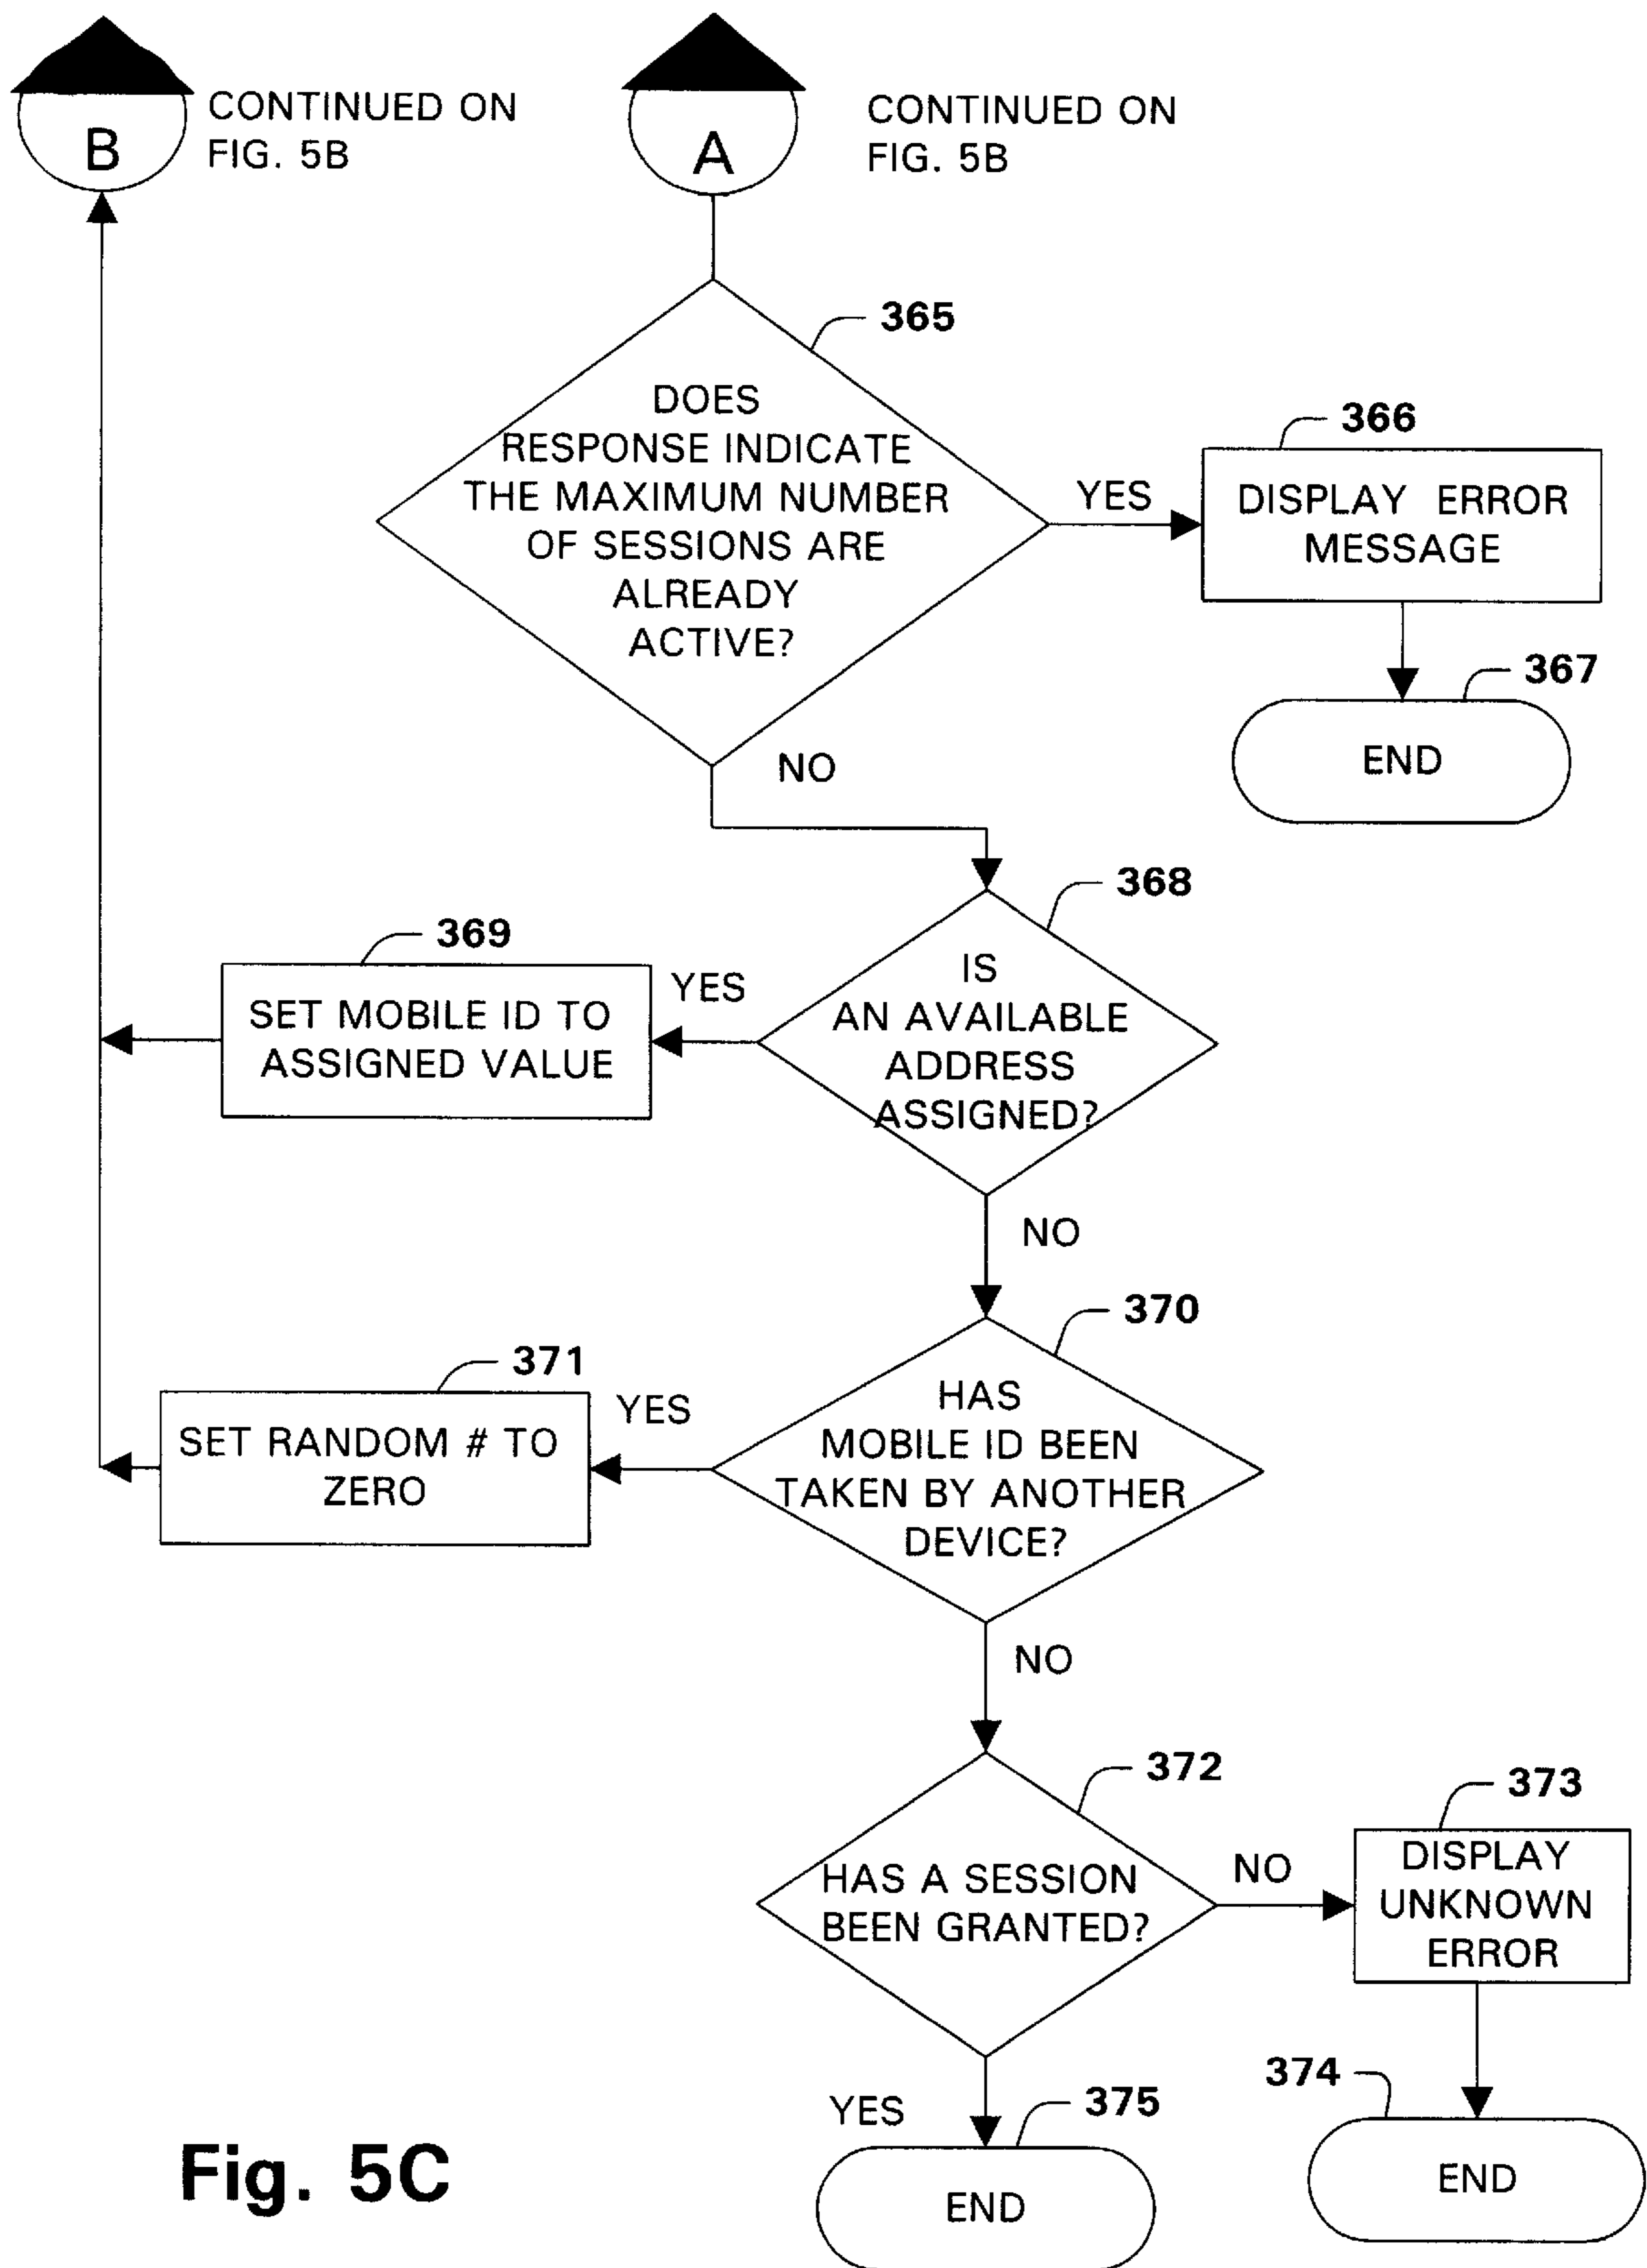 B
CONTINUED ON
FIG. 5B
A
CONTINUED ON
FIG. 5B
365
DOES
RESPONSE INDICATE
THE MAXIMUM NUMBER
OF SESSIONS ARE
ALREADY
ACTIVE?
YES
366
DISPLAY ERROR
MESSAGE
367
END
NO
368
IS
AN AVAILABLE
ADDRESS
ASSIGNED?
YES
369
SET MOBILE ID TO
ASSIGNED VALUE
NO
370
HAS
MOBILE ID BEEN
TAKEN BY ANOTHER
DEVICE?
YES
371
SET RANDOM # TO
ZERO
NO
372
HAS A SESSION
BEEN GRANTED?
NO
373
DISPLAY
UNKNOWN
ERROR
374
END
YES
375
END
Fig. 5C